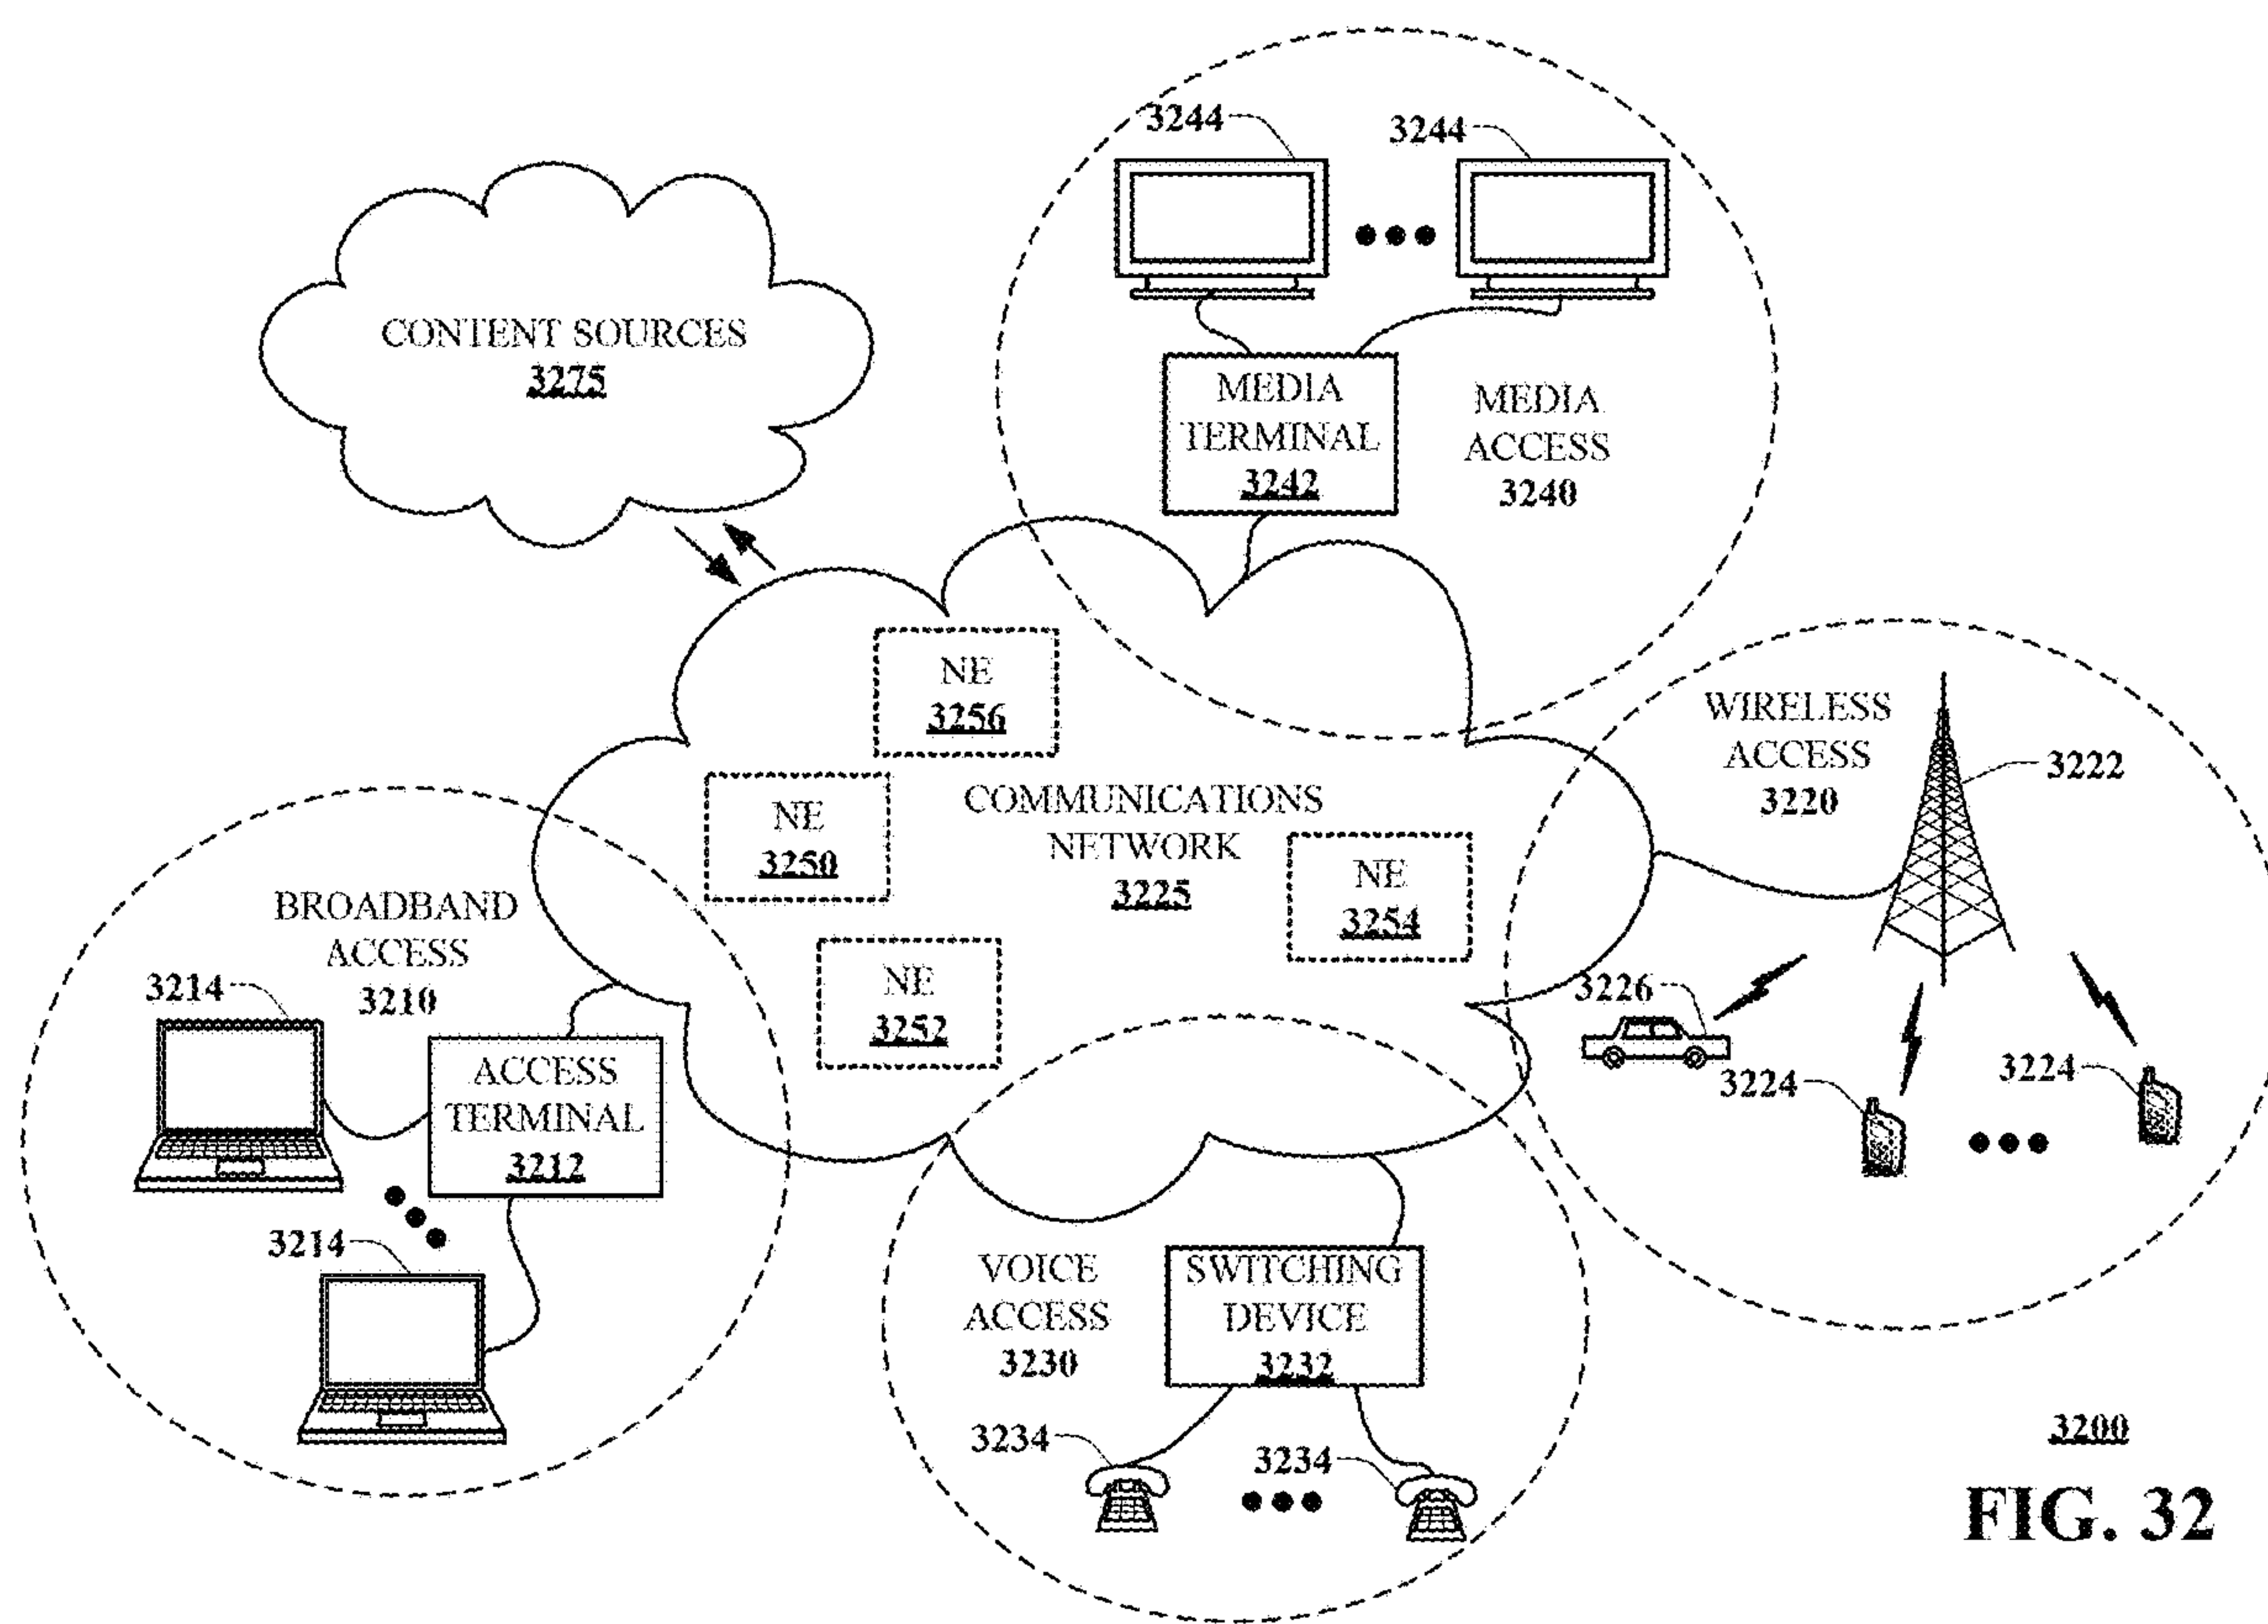 3244
3244
CONTENT SOURCES
3275
MEDIA
TERMINAL
3242
MEDIA
ACCESS
3240
NE
3256
WIRELESS
ACCESS
3220
3222
NE
3250
COMMUNICATIONS
NETWORK
3225
NE
3254
BROADBAND
ACCESS
3210
3214
NE
3252
3226
ACCESS
TERMINAL
3212
3224
3224
3214
VOICE
ACCESS
3230
SWITCHING
DEVICE
3232
3234
3234
3200
FIG. 32